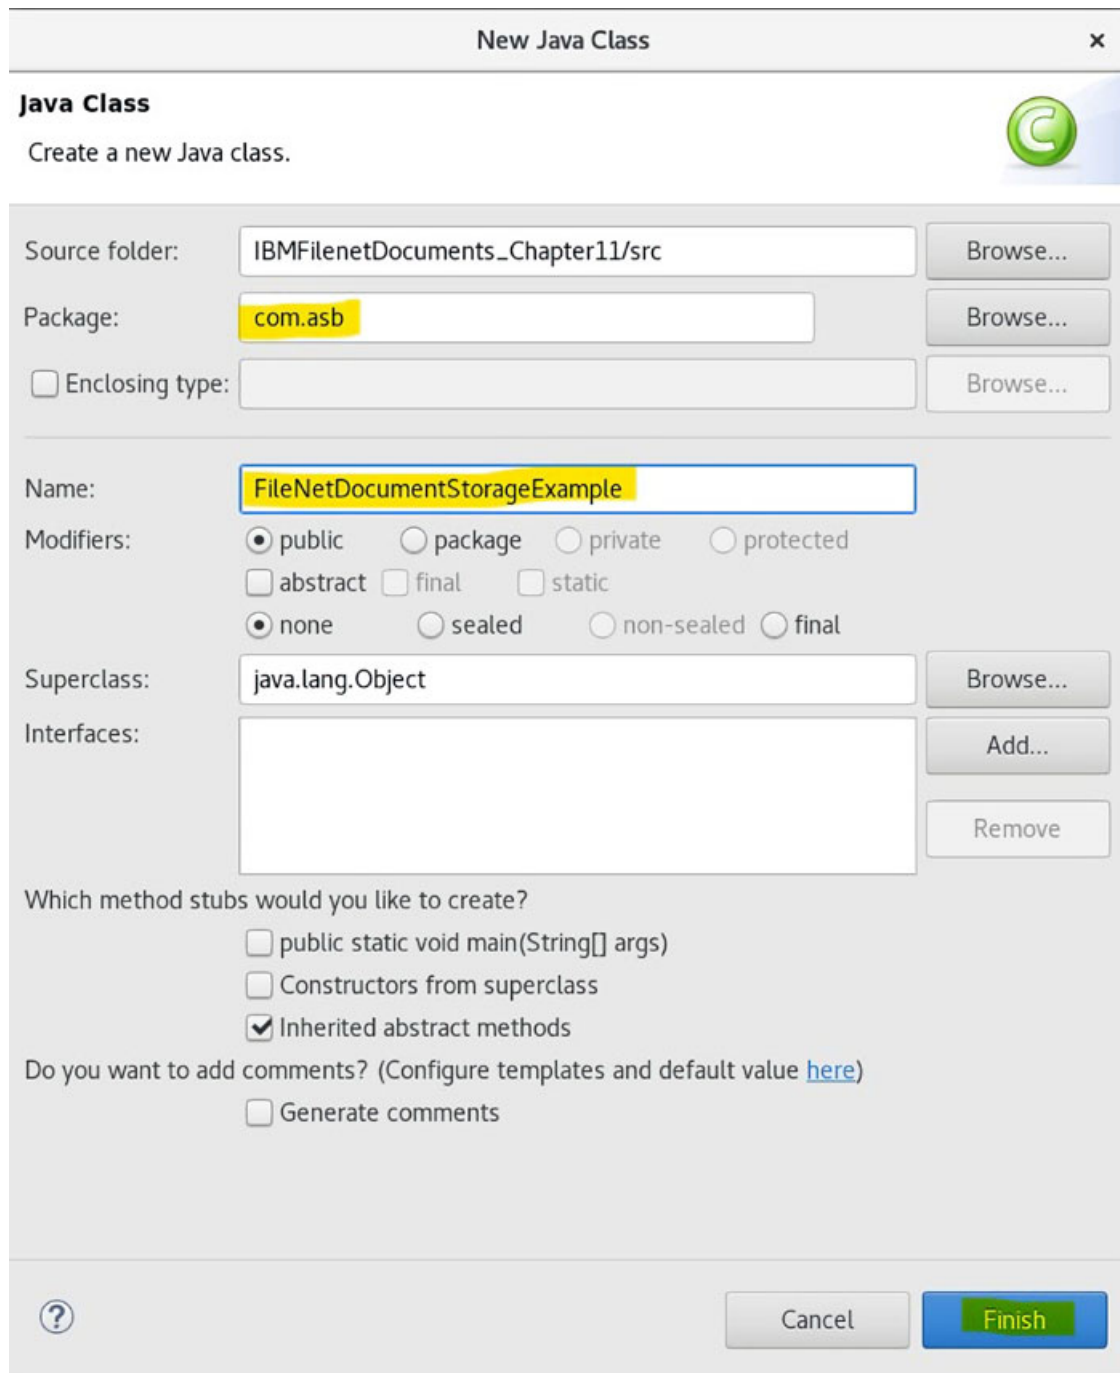 New Java Class
Java Class
Create a new Java class.
Source folder: IBMFilenetDocuments_Chapter11/src Browse...
Package: com.asb Browse...
Enclosing type: Browse...
Name: FileNetDocumentStorageExample
Modifiers: public package private protected
abstract final static
none sealed non-sealed final
Superclass: java.lang.Object Browse...
Interfaces: Add...
Remove
Which method stubs would you like to create?
public static void main(String[] args)
Constructors from superclass
Inherited abstract methods
Do you want to add comments? (Configure templates and default value here)
Generate comments
Cancel Finish